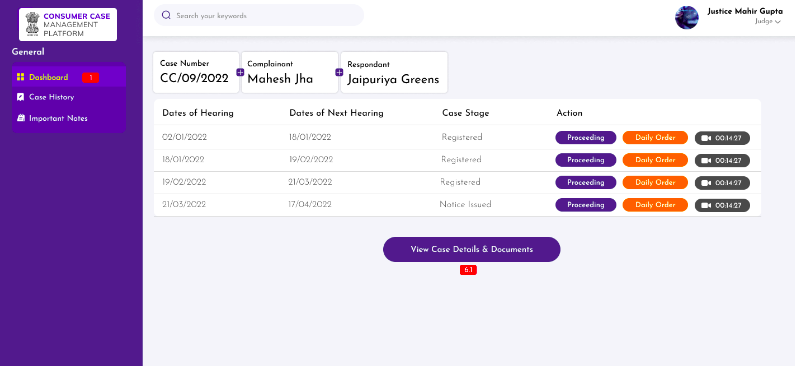 CONSUMER CASE
MANAGEMENT
PLATFORM
General
Dashboard 1
Case History
Important Notes
Search your keywords
Justice Mahir Gupta
Judge
Case Number
CC/09/2022
Complainant
Mahesh Jha
Respondant
Jaipuriya Greens
Dates of Hearing Dates of Next Hearing Case Stage Action
02/01/2022 18/01/2022 Registered Proceeding Daily Order 00:14:27
18/01/2022 19/02/2022 Registered Proceeding Daily Order 00:14:27
19/02/2022 21/03/2022 Registered Proceeding Daily Order 00:14:27
21/03/2022 17/04/2022 Notice Issued Proceeding Daily Order 00:14:27
View Case Details & Documents
6.1